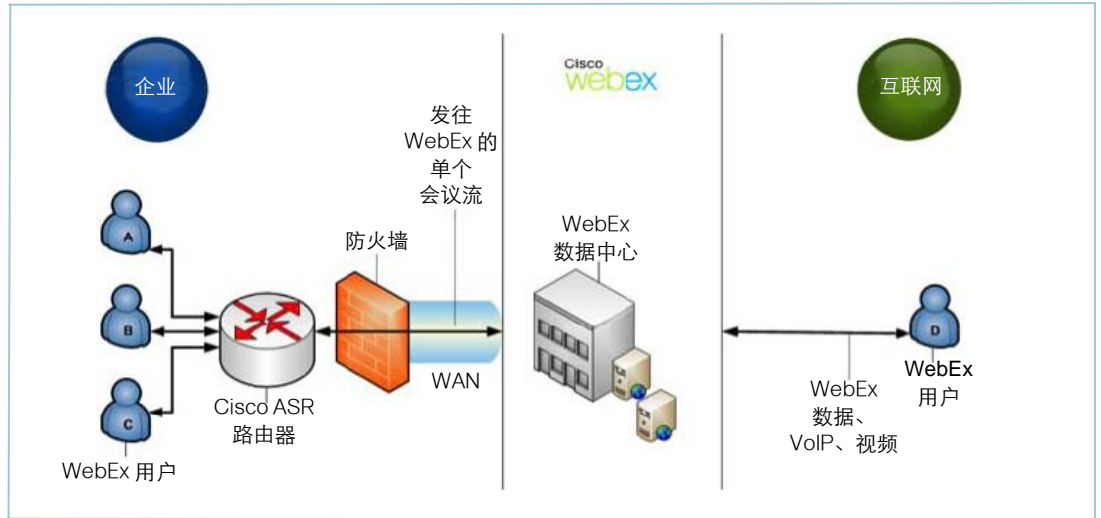 企业
Cisco
webex
互联网
发往
WebEx 的
单个
会议流
A
防火墙
WebEx
数据中心
B
D
WAN
WebEx
用户
Cisco ASR
路由器
WebEx
数据、
VoIP、视频
C
WebEx 用户